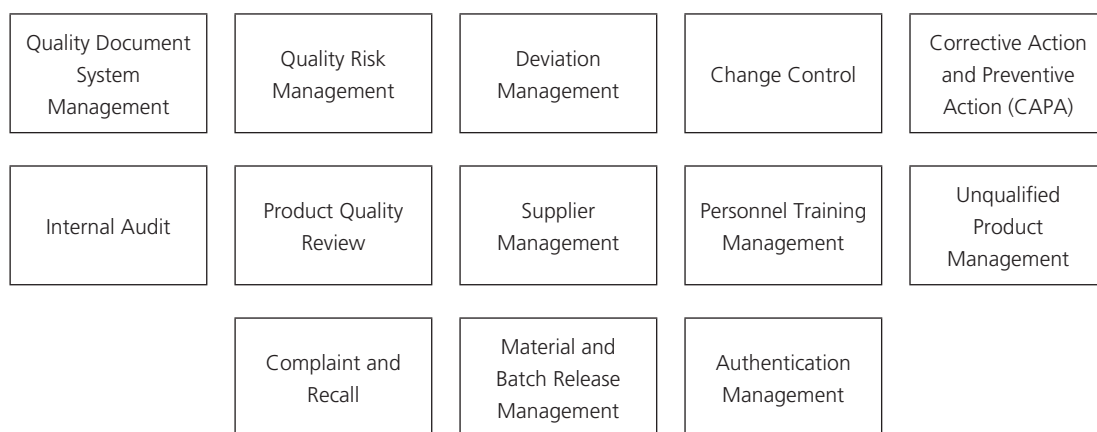 Quality Document
System
Management
Quality Risk
Management
Deviation
Management
Change Control
Corrective Action
and Preventive
Action (CAPA)
Internal Audit
Product Quality
Review
Supplier
Management
Personnel Training
Management
Unqualified
Product
Management
Complaint and
Recall
Material and
Batch Release
Management
Authentication
Management